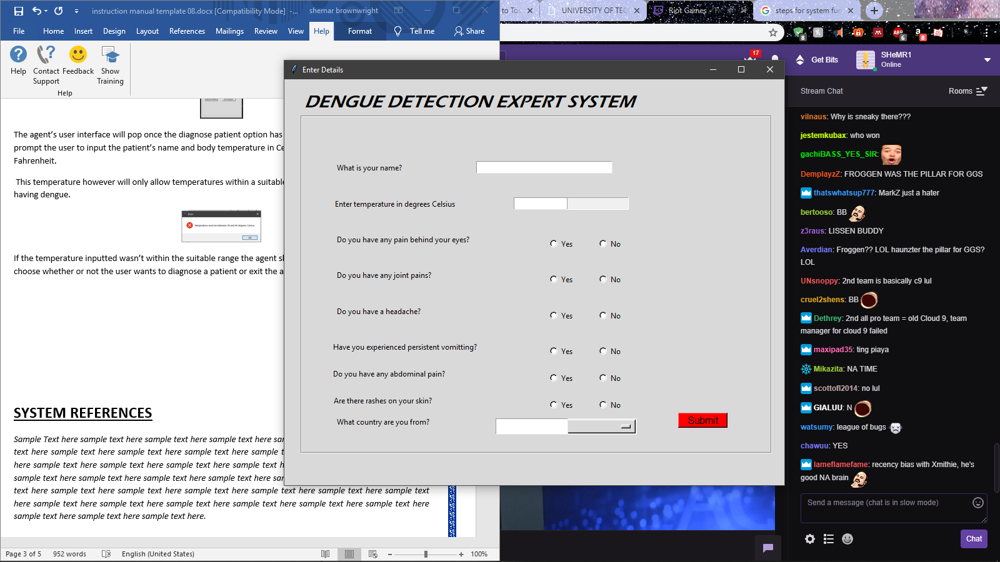 instruction manual template 08.docx [Compatibility Mode] -...
shemar brownwright
File
Home
Insert
Design
Layout
References
Mailings
Review
View
Help
Format
Tell me
Share
Help
Contact
Support
Feedback
Show
Training
Help
The agent's user interface will pop once the diagnose patient option has
prompt the user to input the patient's name and body temperature in Ce
Fahrenheit.
This temperature however will only allow temperatures within a suitable
having dengue.
Error
Temperature must be between 35 and 44 degrees Celsius
OK
If the temperature inputted wasn't within the suitable range the agent s
choose whether or not the user wants to diagnose a patient or exit the a
SYSTEM REFERENCES
Sample Text here sample text here sample text here sample text here sar
text here sample text here sample text here sample text here sample t
here sample text here sample text here sample text here sample text h
sample text here sample text here sample text here sample text here sar
text here sample text here sample text here sample text here sample text here sample text
here sample text here sample text here sample text here sample text here sample text here
sample text here sample text here sample text here.
Page 3 of 5
952 words
English (United States)
100%
Enter Details
DENGUE DETECTION EXPERT SYSTEM
What is your name?
Enter temperature in degrees Celsius
Do you have any pain behind your eyes?
Yes
No
Do you have any joint pains?
Yes
No
Do you have a headache?
Yes
No
Have you experienced persistent vomitting?
Yes
No
Do you have any abdominal pain?
Yes
No
Are there rashes on your skin?
Yes
No
What country are you from?
Submit
to Tos
UNIVERSITY OF TEC
Riot Games - Tw
steps for system fun
8
6
8
17
Get Bits
SHeMR1
Online
Stream Chat
Rooms
vilnaus: Why is sneaky there???
jestemkubax: who won
gachiBASS_YES_SIR:
DemplayzZ: FROGGEN WAS THE PILLAR FOR GGS
thatswhatsup777: MarkZ just a hater
bertooso: BB
z3raus: LISSEN BUDDY
Averdian: Froggen?? LOL haunzter the pillar for GGS?
LOL
UNsnoppy: 2nd team is basically c9 lul
cruel2shens: BB
Dethrey: 2nd all pro team = old Cloud 9, team
manager for cloud 9 failed
maxipad35: ting piaya
Mikazita: NA TIME
scottofl2014: no lul
GIALUU: N
watsumy: league of bugs
chawuu: YES
lameflamefame: recency bias with Xmithie, he's
good NA brain
Send a message (chat is in slow mode)
Chat